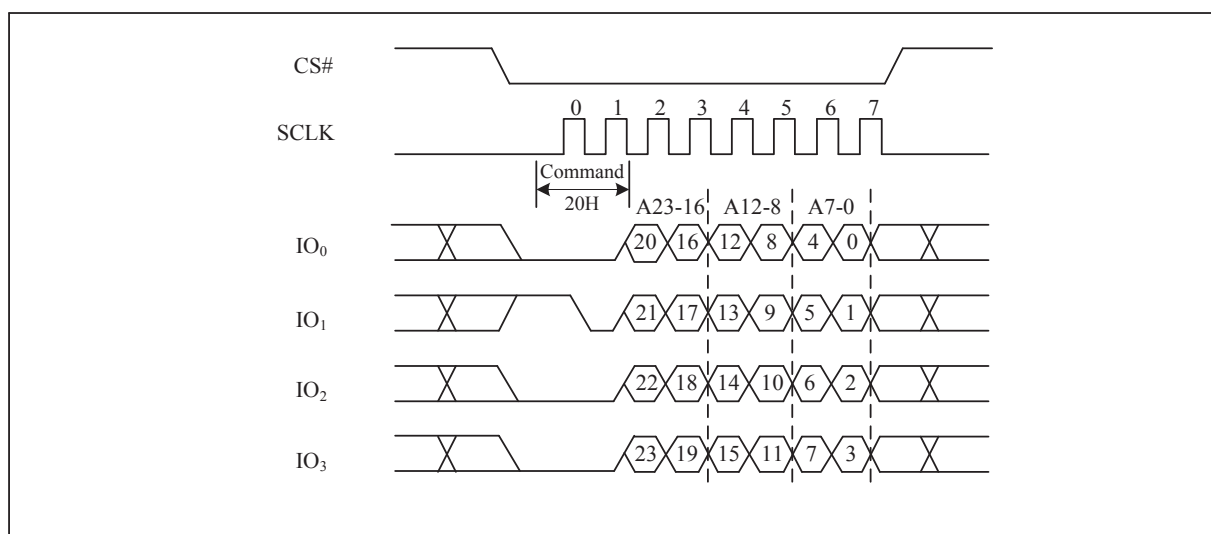 CS#
0 1 2 3 4 5 6 7
SCLK
Command
20H
A23-16 A12-8 A7-0
IO0 20 16 12 8 4 0
IO1 21 17 13 9 5 1
IO2 22 18 14 10 6 2
IO3 23 19 15 11 7 3